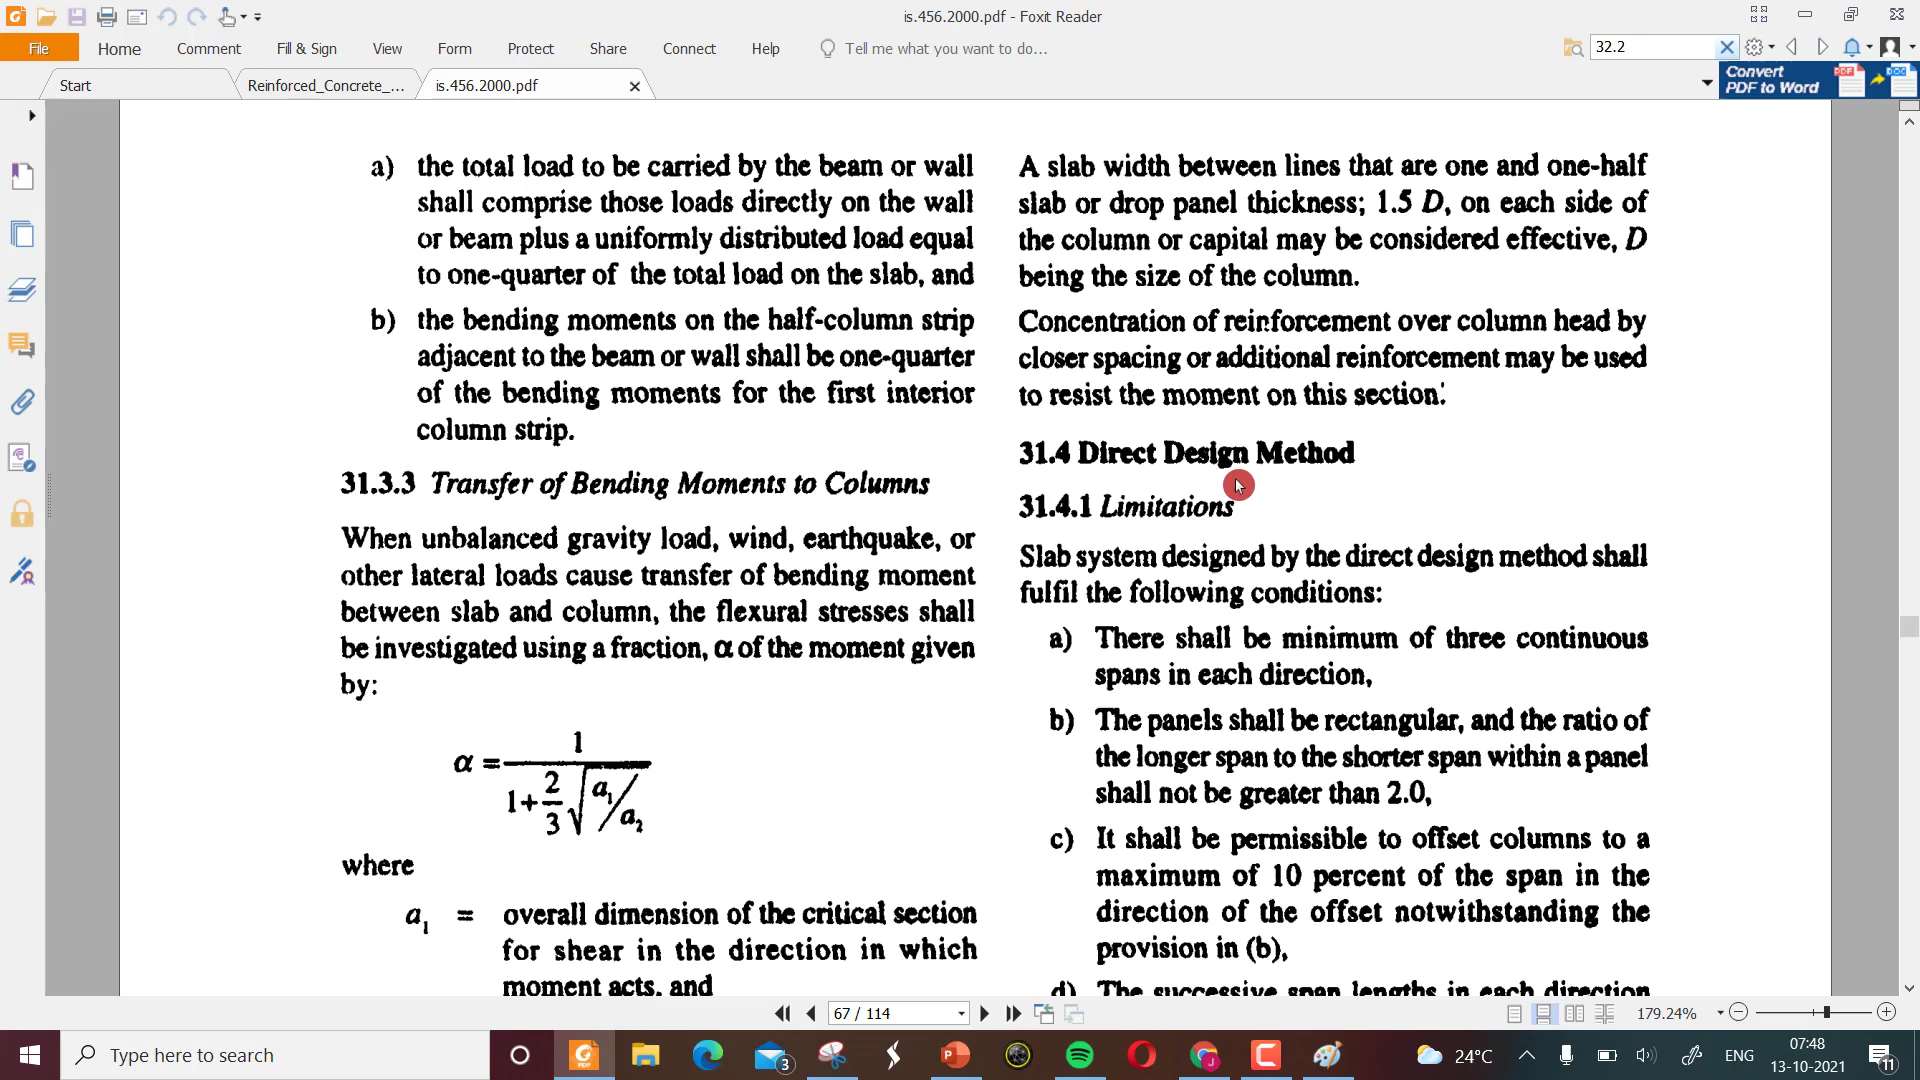 is.456.2000.pdf - Foxit Reader
File Home Comment Fill & Sign View Form Protect Share Connect Help Tell me what you want to do...
32.2
Start Reinforced_Concrete_... is.456.2000.pdf
Convert
PDF to Word
PDF DOC
a) the total load to be carried by the beam or wall
shall comprise those loads directly on the wall
or beam plus a uniformly distributed load equal
to one-quarter of the total load on the slab, and
b) the bending moments on the half-column strip
adjacent to the beam or wall shall be one-quarter
of the bending moments for the first interior
column strip.
31.3.3 Transfer of Bending Moments to Columns
When unbalanced gravity load, wind, earthquake, or
other lateral loads cause transfer of bending moment
between slab and column, the flexural stresses shall
be investigated using a fraction, α of the moment given
by:
α = 1 / (1 + 2/3 √(a₁/a₂))
where
a₁ = overall dimension of the critical section
for shear in the direction in which
moment acts, and
A slab width between lines that are one and one-half
slab or drop panel thickness; 1.5 D, on each side of
the column or capital may be considered effective, D
being the size of the column.
Concentration of reinforcement over column head by
closer spacing or additional reinforcement may be used
to resist the moment on this section.
31.4 Direct Design Method
31.4.1 Limitations
Slab system designed by the direct design method shall
fulfil the following conditions:
a) There shall be minimum of three continuous
spans in each direction,
b) The panels shall be rectangular, and the ratio of
the longer span to the shorter span within a panel
shall not be greater than 2.0,
c) It shall be permissible to offset columns to a
maximum of 10 percent of the span in the
direction of the offset notwithstanding the
provision in (b),
d) The successive span lengths in each direction
67 / 114
179.24%
Type here to search
3
24°C
ENG
07:48
13-10-2021
11